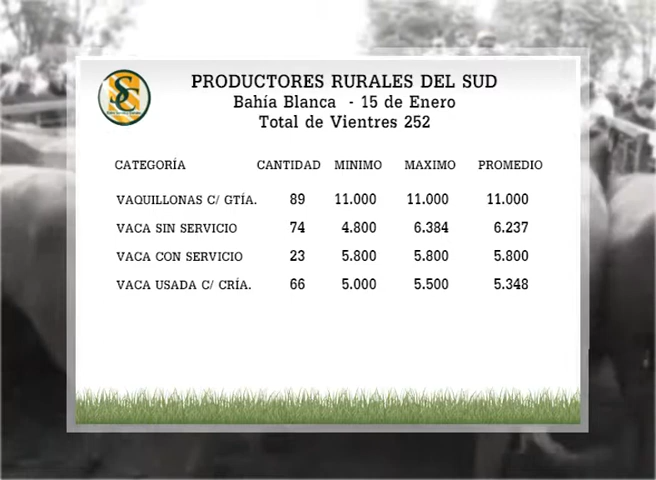 SC
PRODUCTORES RURALES DEL SUD
Bahía Blanca - 15 de Enero
Total de Vientres 252
CATEGORÍA CANTIDAD MINIMO MAXIMO PROMEDIO
VAQUILLONAS C/ GTÍA. 89 11.000 11.000 11.000
VACA SIN SERVICIO 74 4.800 6.384 6.237
VACA CON SERVICIO 23 5.800 5.800 5.800
VACA USADA C/ CRÍA. 66 5.000 5.500 5.348